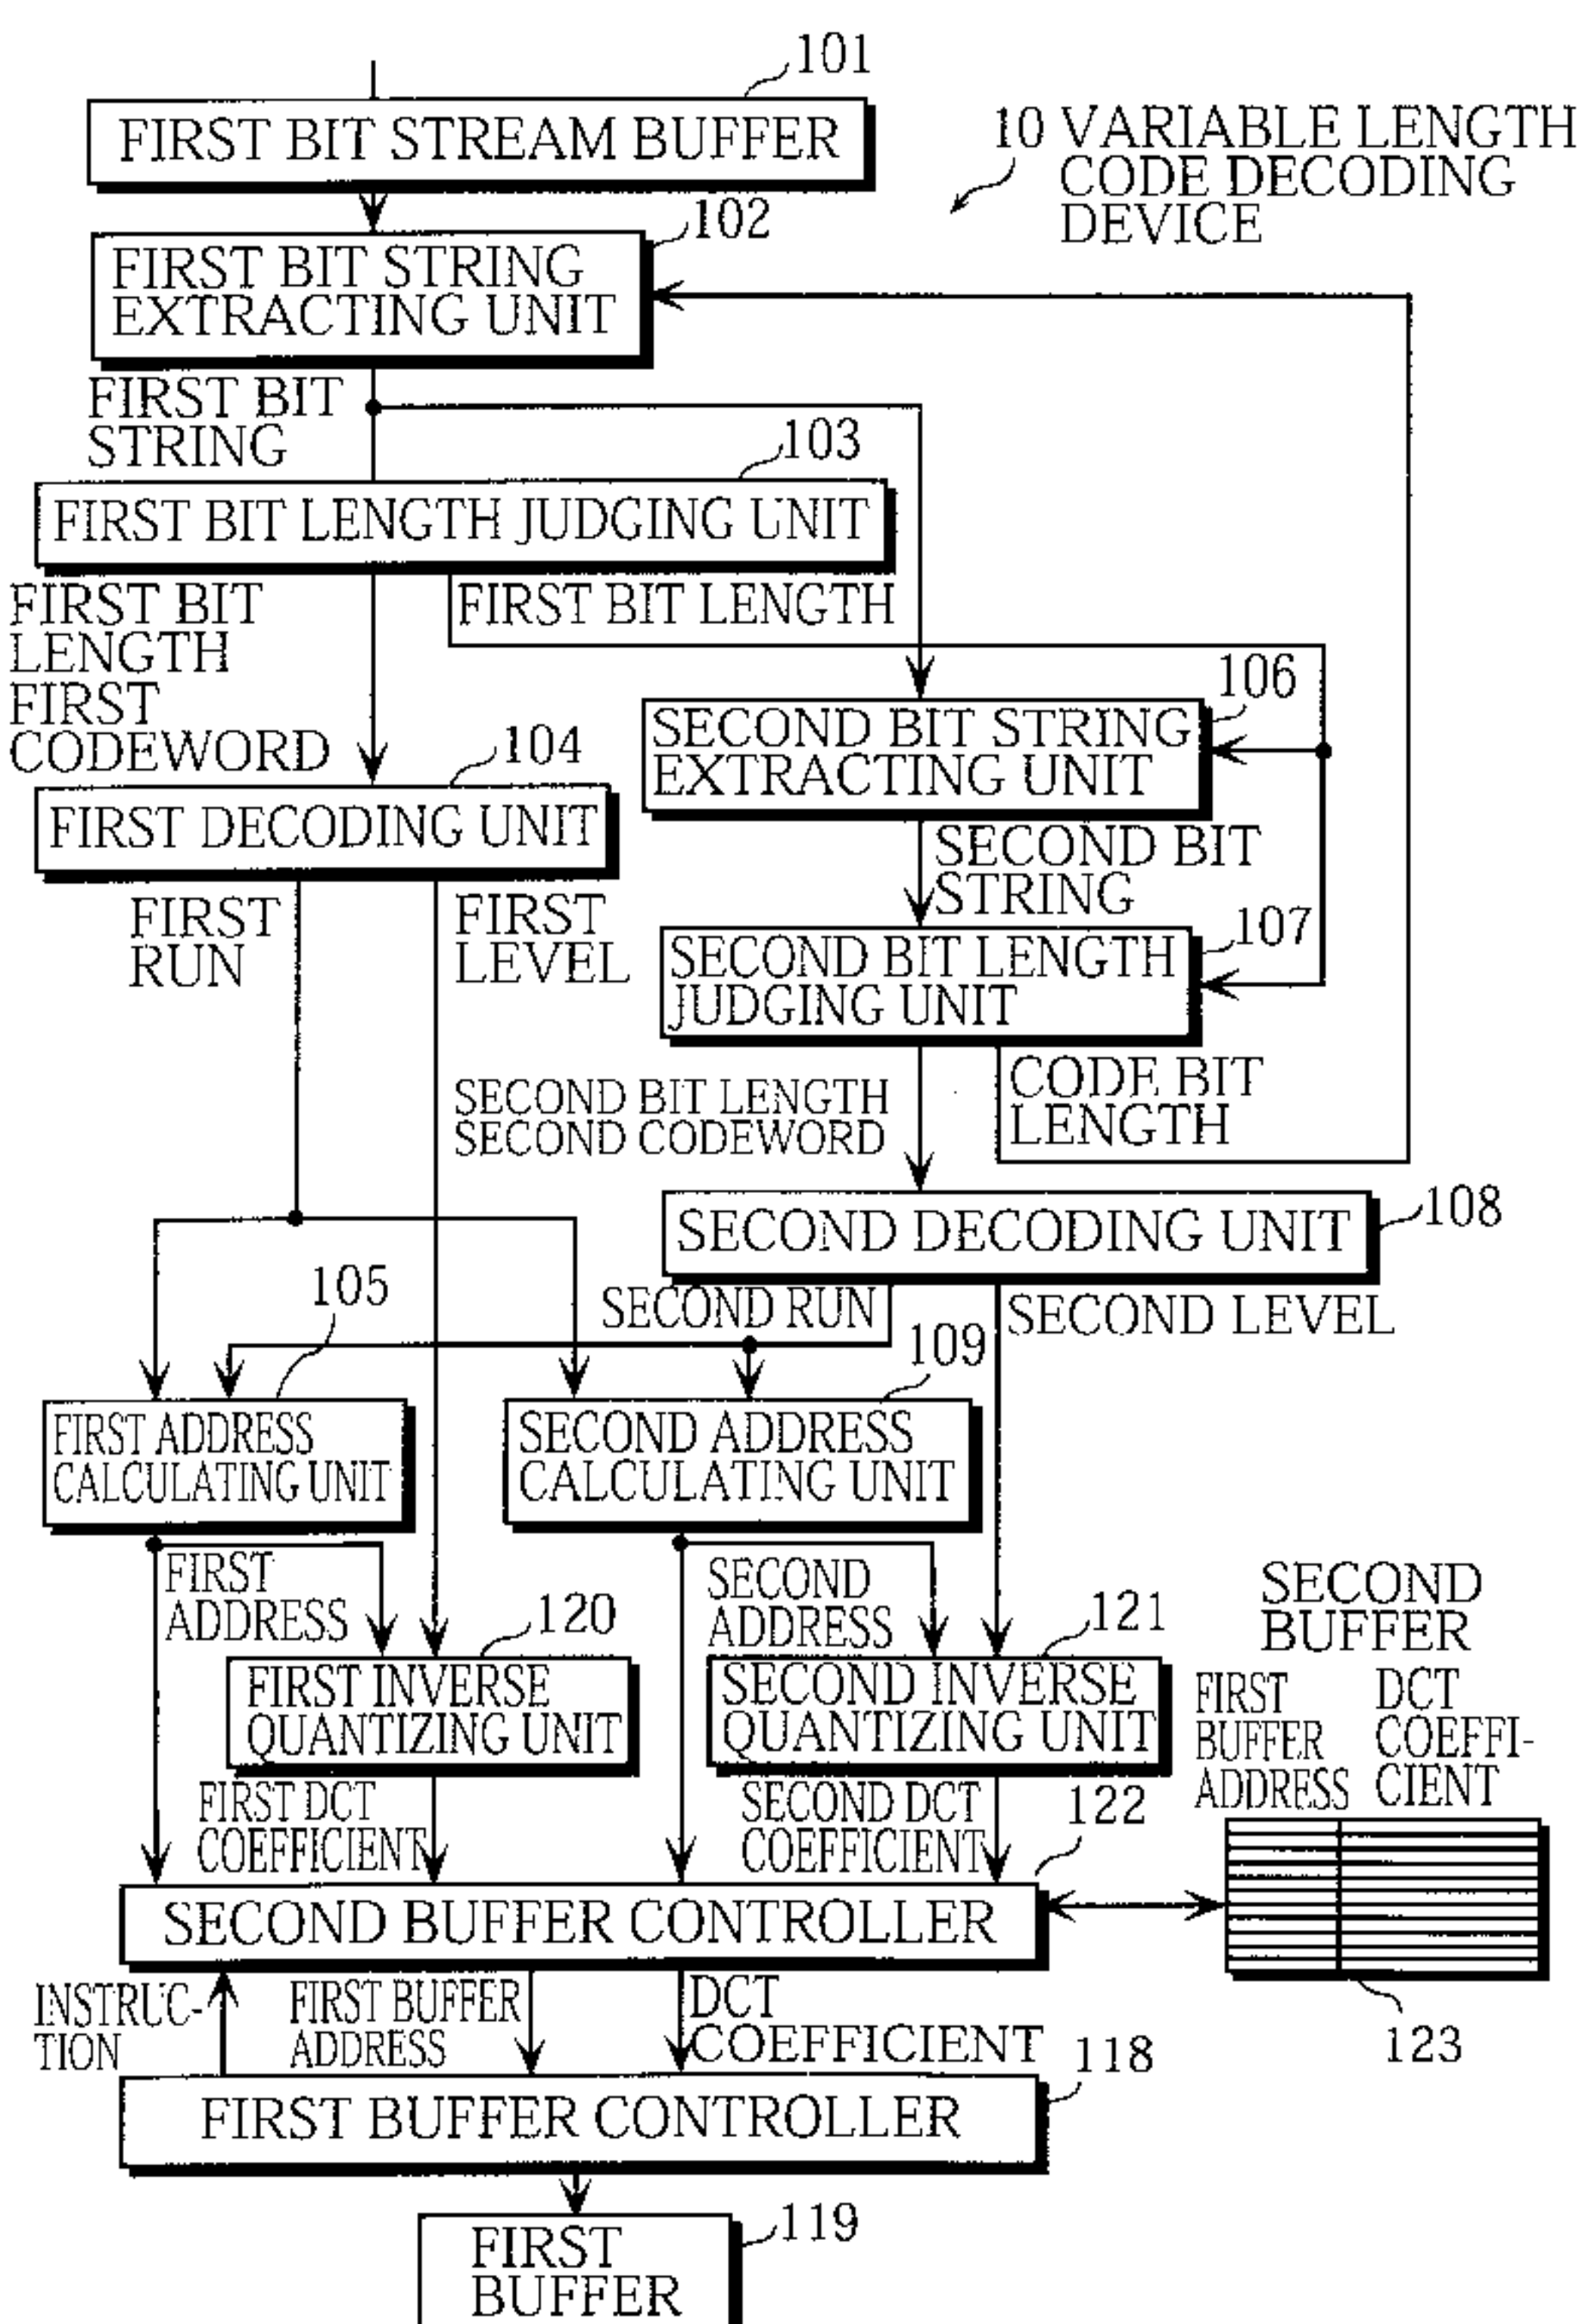 101
FIRST BIT STREAM BUFFER
10 VARIABLE LENGTH
CODE DECODING
DEVICE
102
FIRST BIT STRING
EXTRACTING UNIT
FIRST BIT
STRING
103
FIRST BIT LENGTH JUDGING UNIT
FIRST BIT
LENGTH
FIRST
CODEWORD
FIRST BIT LENGTH
106
SECOND BIT STRING
EXTRACTING UNIT
104
FIRST DECODING UNIT
SECOND BIT
STRING
FIRST
RUN
FIRST
LEVEL
107
SECOND BIT LENGTH
JUDGING UNIT
SECOND BIT LENGTH
SECOND CODEWORD
CODE BIT
LENGTH
108
SECOND DECODING UNIT
105
SECOND RUN
SECOND LEVEL
109
FIRST ADDRESS
CALCULATING UNIT
SECOND ADDRESS
CALCULATING UNIT
FIRST
ADDRESS
120
SECOND
ADDRESS
121
SECOND
BUFFER
FIRST INVERSE
QUANTIZING UNIT
SECOND INVERSE
QUANTIZING UNIT
FIRST
BUFFER
ADDRESS
DCT
COEFFI-
CIENT
FIRST DCT
COEFFICIENT
SECOND DCT
COEFFICIENT
122
SECOND BUFFER CONTROLLER
123
INSTRUC-
TION
FIRST BUFFER
ADDRESS
DCT
COEFFICIENT
118
FIRST BUFFER CONTROLLER
119
FIRST
BUFFER